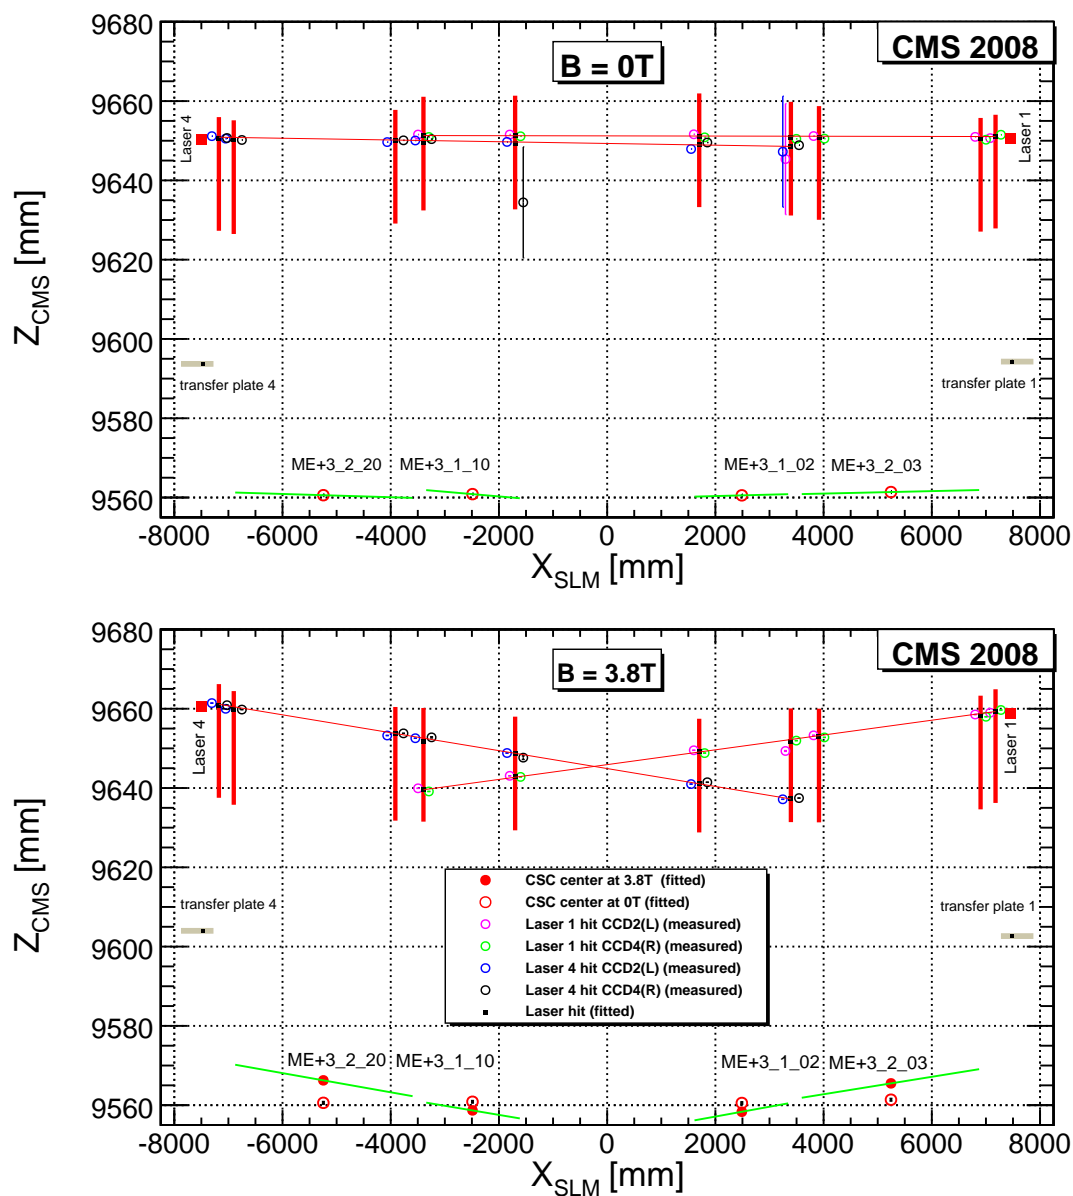 CMS 2008
B = 0T
9680
9660
9640
9620
9600
9580
9560
Z_CMS [mm]
Laser 4
Laser 1
transfer plate 4
transfer plate 1
ME+3_2_20
ME+3_1_10
ME+3_1_02
ME+3_2_03
-8000 -6000 -4000 -2000 0 2000 4000 6000 8000
X_SLM [mm]
CMS 2008
B = 3.8T
9680
9660
9640
9620
9600
9580
9560
Z_CMS [mm]
Laser 4
Laser 1
transfer plate 4
transfer plate 1
CSC center at 3.8T (fitted)
CSC center at 0T (fitted)
Laser 1 hit CCD2(L) (measured)
Laser 1 hit CCD4(R) (measured)
Laser 4 hit CCD2(L) (measured)
Laser 4 hit CCD4(R) (measured)
Laser hit (fitted)
ME+3_2_20
ME+3_1_10
ME+3_1_02
ME+3_2_03
-8000 -6000 -4000 -2000 0 2000 4000 6000 8000
X_SLM [mm]